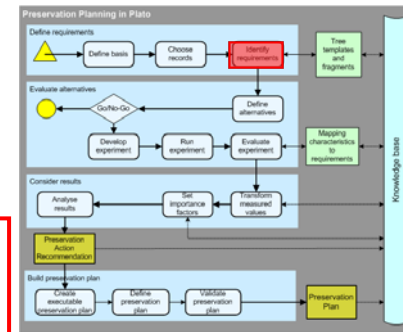 Preservation Planning in Plato
Define requirements
Define basis
Choose
records
Identify
requirements
Tree
templates
and
fragments
Evaluate alternatives
Go/No-Go
Define
alternatives
Develop
experiment
Run
experiment
Evaluate
experiment
Mapping
characteristics
to
requirements
Knowledge base
Consider results
Analyse
results
Set
importance
factors
Transform
measured
values
Preservation
Action
Recommendation
Build preservation plan
Create
executable
preservation plan
Define
preservation
plan
Validate
preservation
plan
Preservation
Plan